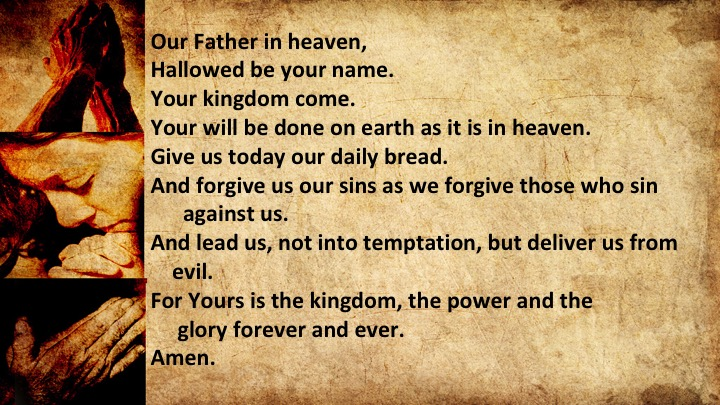 Our Father in heaven,
Hallowed be your name.
Your kingdom come.
Your will be done on earth as it is in heaven.
Give us today our daily bread.
And forgive us our sins as we forgive those who sin
against us.
And lead us, not into temptation, but deliver us from
evil.
For Yours is the kingdom, the power and the
glory forever and ever.
Amen.